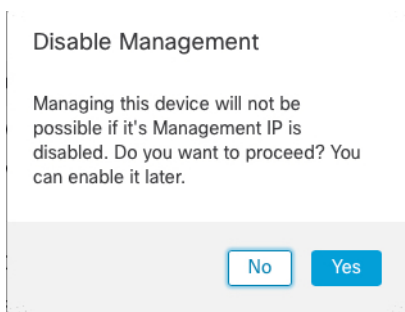 Disable Management
Managing this device will not be
possible if it's Management IP is
disabled. Do you want to proceed? You
can enable it later.
No
Yes